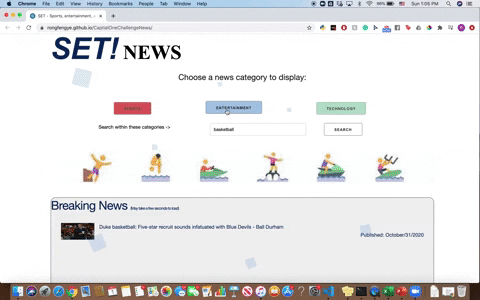 Chrome File Edit View History Bookmarks People Tab Window Help
Sun 1:05 PM
SET - Sports, entertainment,
rongfengye.github.io/CapitalOneChallengeNews/
SET! NEWS
Choose a news category to display:
SPORTS ENTERTAINMENT TECHNOLOGY
Search within these categories -> basketball SEARCH
Breaking News (May take a few seconds to load)
Duke basketball: Five-star recruit sounds infatuated with Blue Devils - Ball Durham
Published: October/31/2020